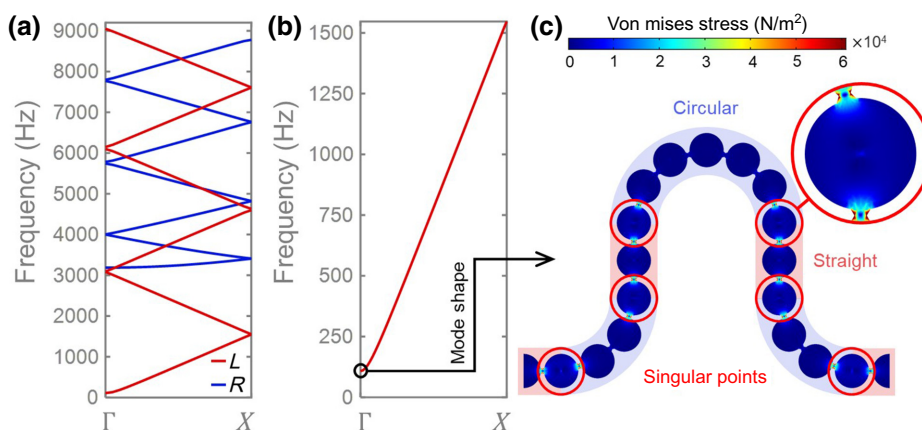 (a)
Frequency (Hz)
9000
8000
7000
6000
5000
4000
3000
2000
1000
0
Γ
X
L
R
(b)
Frequency (Hz)
1500
1250
1000
750
500
250
0
Γ
X
Mode shape
(c)
Von mises stress (N/m²)
0 1 2 3 4 5 6 ×10⁴
Circular
Straight
Singular points